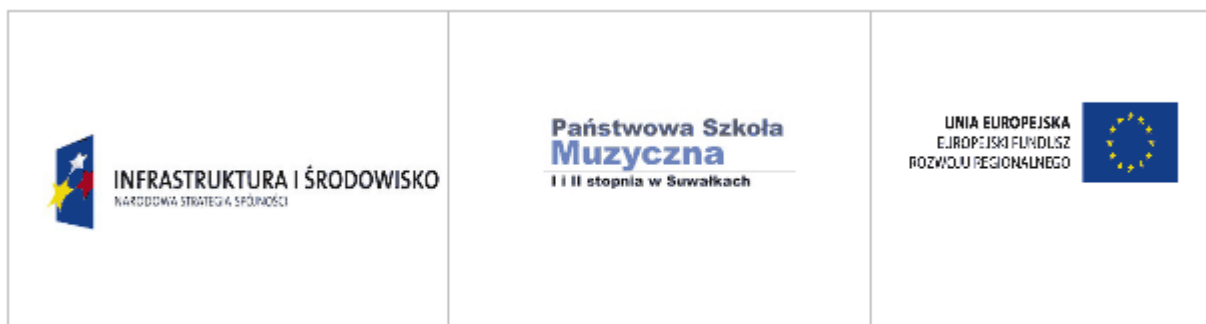 INFRASTRUKTURA I ŚRODOWISKO
NARODOWA STRATEGIA SPÓJNOŚCI
Państwowa Szkoła
Muzyczna
I i II stopnia w Suwałkach
UNIA EUROPEJSKA
EUROPEJSKI FUNDUSZ
ROZWOJU REGIONALNEGO